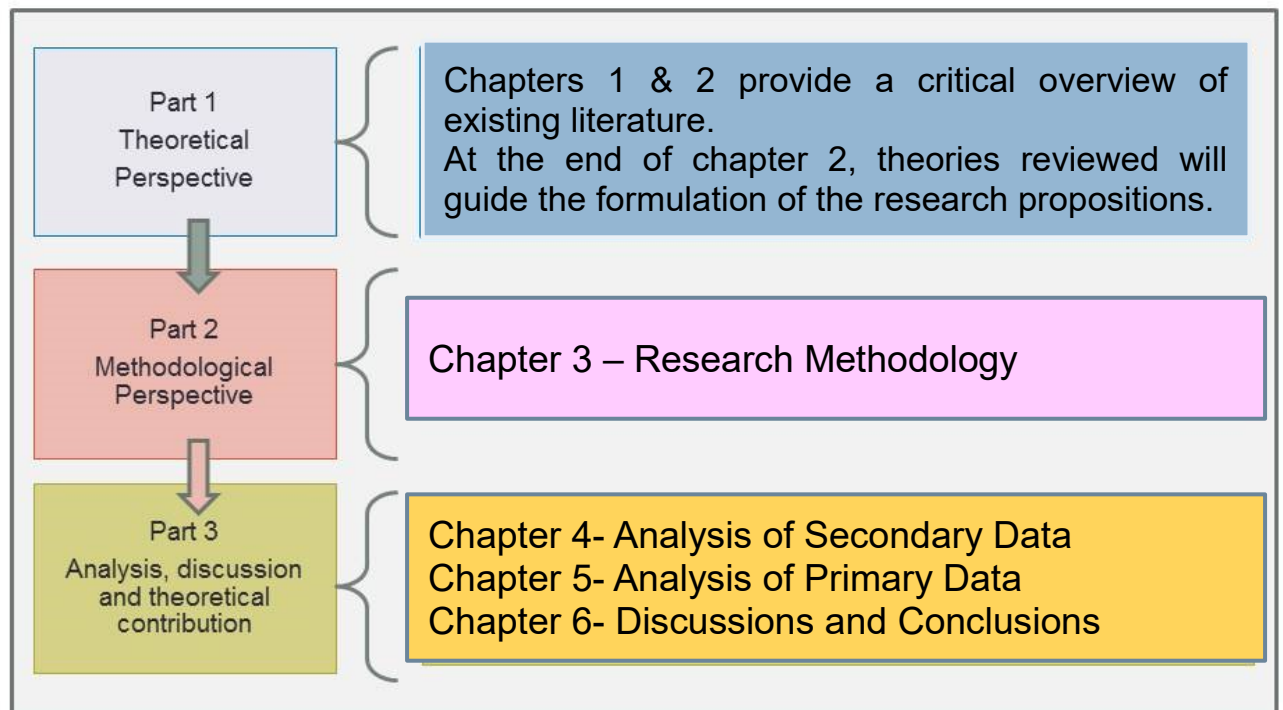 Part 1
Theoretical
Perspective
Chapters 1 & 2 provide a critical overview of
existing literature.
At the end of chapter 2, theories reviewed will
guide the formulation of the research propositions.
Part 2
Methodological
Perspective
Chapter 3 – Research Methodology
Part 3
Analysis, discussion
and theoretical
contribution
Chapter 4- Analysis of Secondary Data
Chapter 5- Analysis of Primary Data
Chapter 6- Discussions and Conclusions